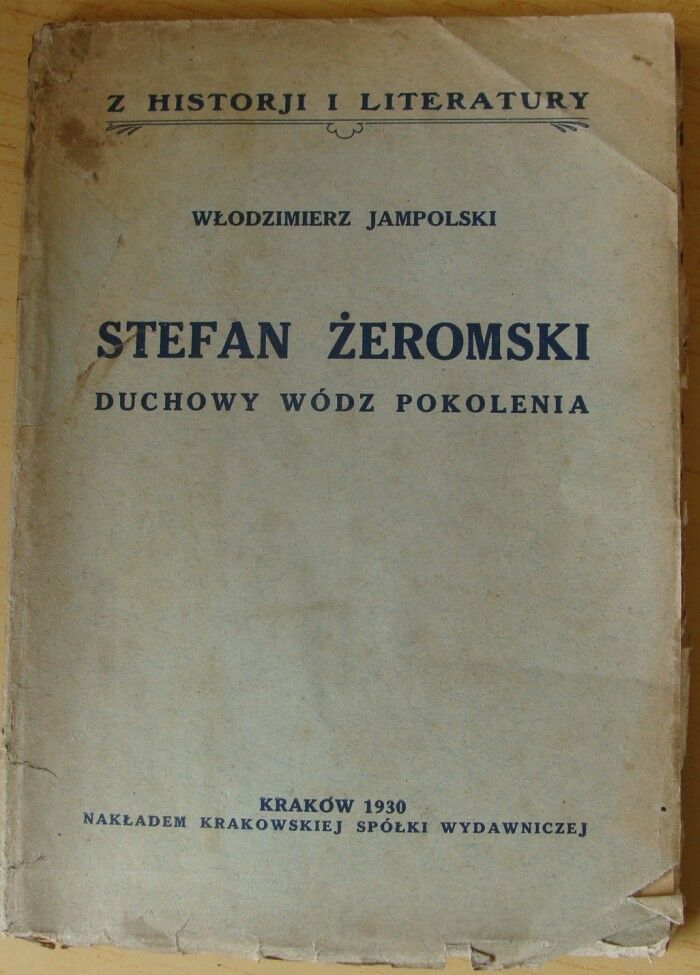 Z HISTORJI I LITERATURY
WŁODZIMIERZ JAMPOLSKI
STEFAN ŻEROMSKI
DUCHOWY WÓDZ POKOLENIA
KRAKÓW 1930
NAKŁADEM KRAKOWSKIEJ SPÓŁKI WYDAWNICZEJ